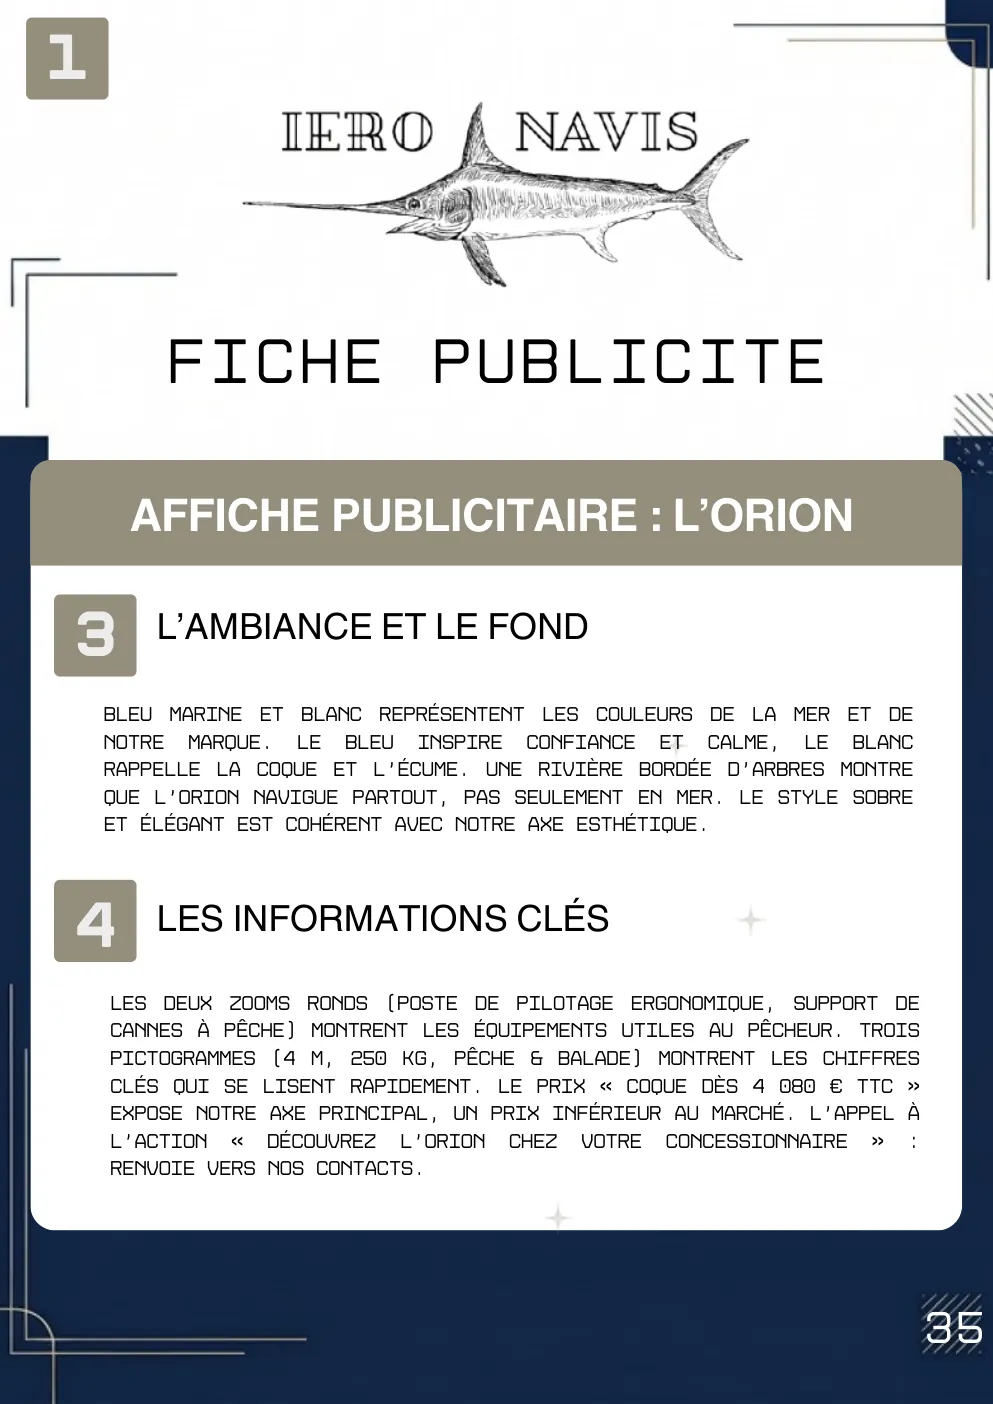 1
IERO NAVIS
FICHE PUBLICITE
AFFICHE PUBLICITAIRE : L’ORION
3 L’AMBIANCE ET LE FOND
BLEU MARINE ET BLANC REPRÉSENTENT LES COULEURS DE LA MER ET DE
NOTRE MARQUE. LE BLEU INSPIRE CONFIANCE ET CALME, LE BLANC
RAPPELLE LA COQUE ET L’ÉCUME. UNE RIVIÈRE BORDÉE D’ARBRES MONTRE
QUE L’ORION NAVIGUE PARTOUT, PAS SEULEMENT EN MER. LE STYLE SOBRE
ET ÉLÉGANT EST COHÉRENT AVEC NOTRE AXE ESTHÉTIQUE.
4 LES INFORMATIONS CLÉS
LES DEUX ZOOMS RONDS (POSTE DE PILOTAGE ERGONOMIQUE, SUPPORT DE
CANNES À PÊCHE) MONTRENT LES ÉQUIPEMENTS UTILES AU PÊCHEUR. TROIS
PICTOGRAMMES (4 M, 250 KG, PÊCHE & BALADE) MONTRENT LES CHIFFRES
CLÉS QUI SE LISENT RAPIDEMENT. LE PRIX « COQUE DÈS 4 080 € TTC »
EXPOSE NOTRE AXE PRINCIPAL, UN PRIX INFÉRIEUR AU MARCHÉ. L’APPEL À
L’ACTION « DÉCOUVREZ L’ORION CHEZ VOTRE CONCESSIONNAIRE » :
RENVOIE VERS NOS CONTACTS.
35